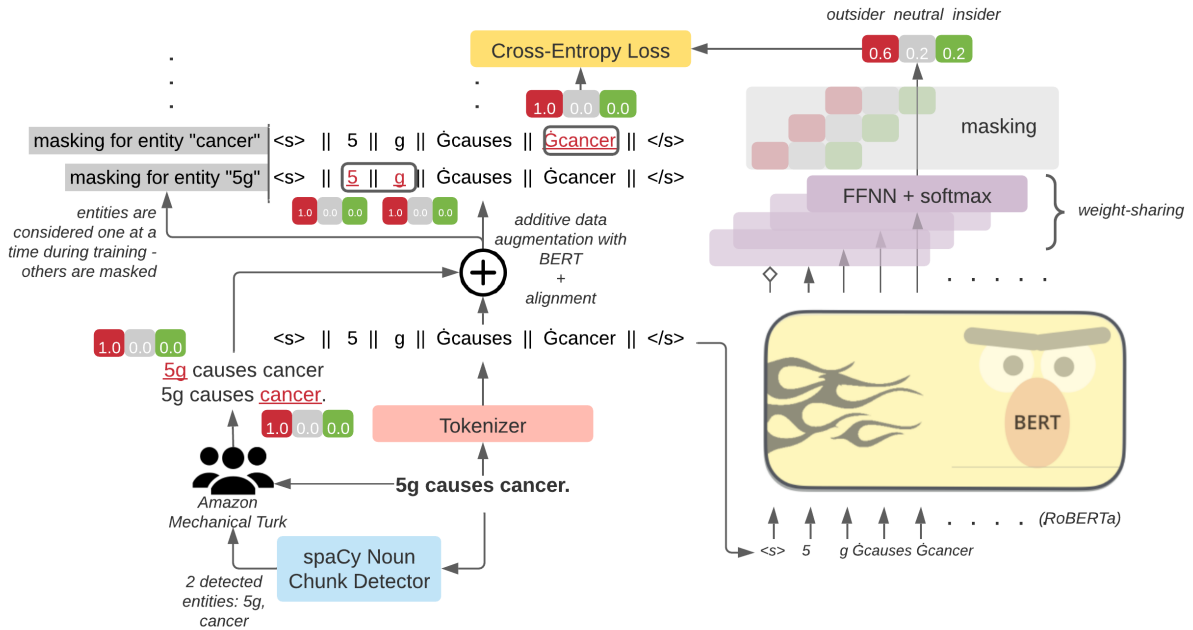 outsider neutral insider
Cross-Entropy Loss
0.6 0.2 0.2
1.0 0.0 0.0
masking
masking for entity "cancer" <s> || 5 || g || Ġcauses || Ġcancer || </s>
masking for entity "5g" <s> || 5 || g || Ġcauses || Ġcancer || </s>
1.0 0.0 0.0 1.0 0.0 0.0
FFNN + softmax
weight-sharing
entities are
considered one at a
time during training -
others are masked
additive data
augmentation with
BERT
+
alignment
<s> || 5 || g || Ġcauses || Ġcancer || </s>
1.0 0.0 0.0
5g causes cancer
5g causes cancer.
1.0 0.0 0.0
Tokenizer
BERT
5g causes cancer.
Amazon
Mechanical Turk
spaCy Noun
Chunk Detector
2 detected
entities: 5g,
cancer
(RoBERTa)
<s> 5 g Ġcauses Ġcancer